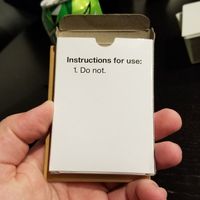 Instructions for use:
1. Do not.